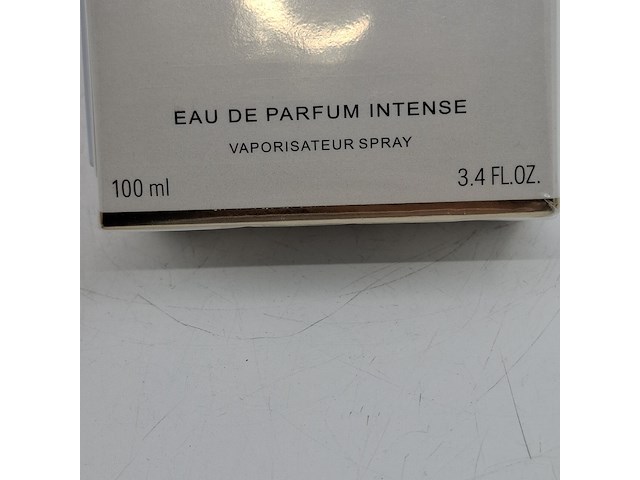 EAU DE PARFUM INTENSE
VAPORISATEUR SPRAY
100 ml
3.4 FL.OZ.